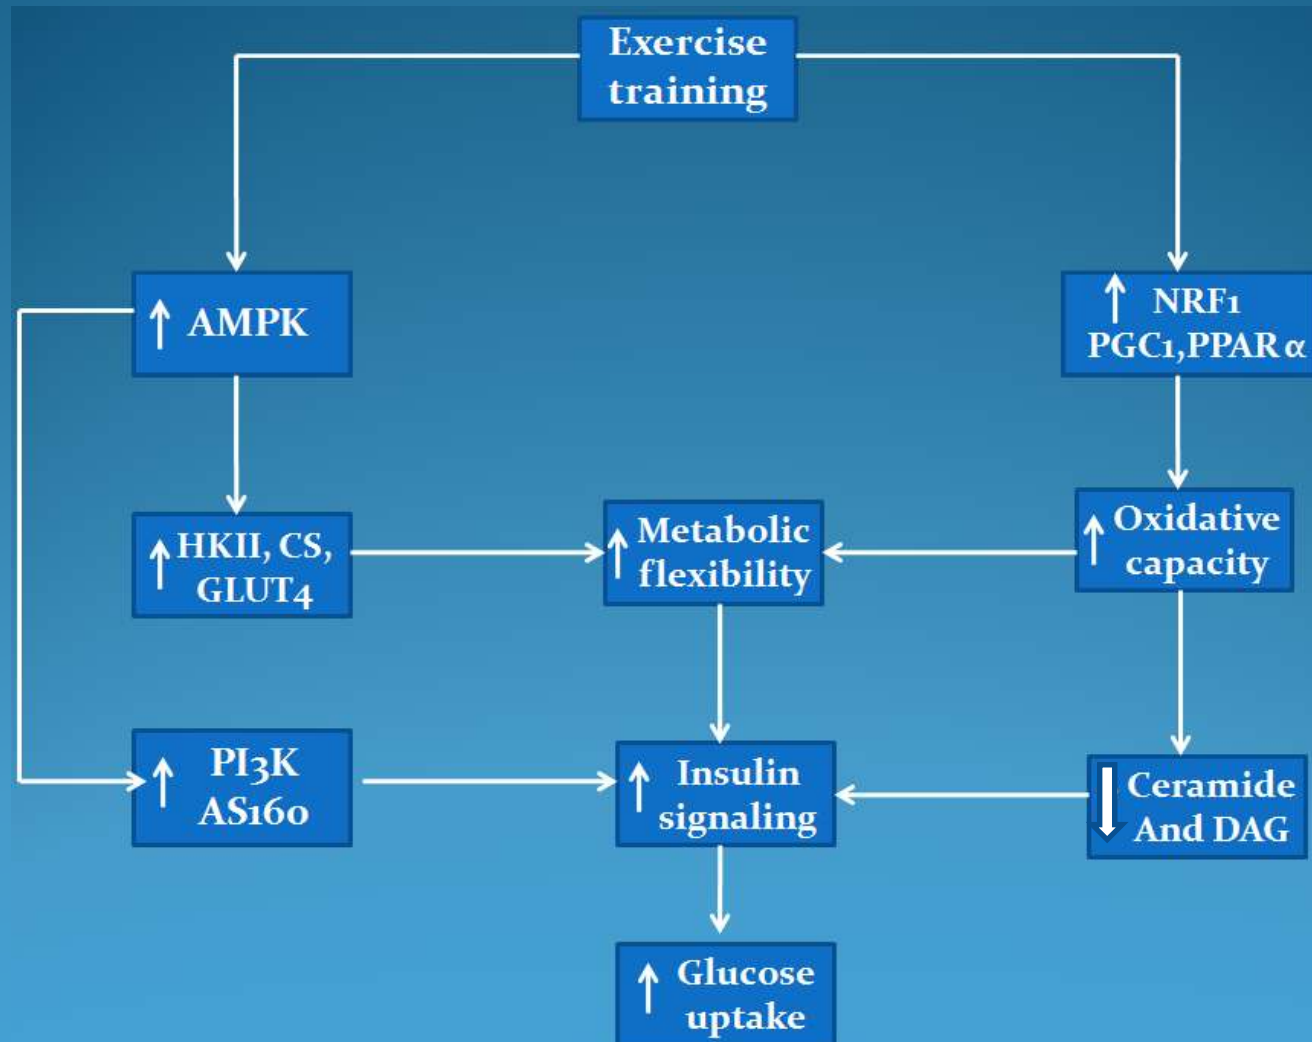 Exercise
training
↑ AMPK
↑ NRF1
PGC1,PPAR α
↑ HKII, CS,
GLUT4
↑ Metabolic
flexibility
↑ Oxidative
capacity
↑ PI3K
AS160
↑ Insulin
signaling
↓ Ceramide
And DAG
↑ Glucose
uptake